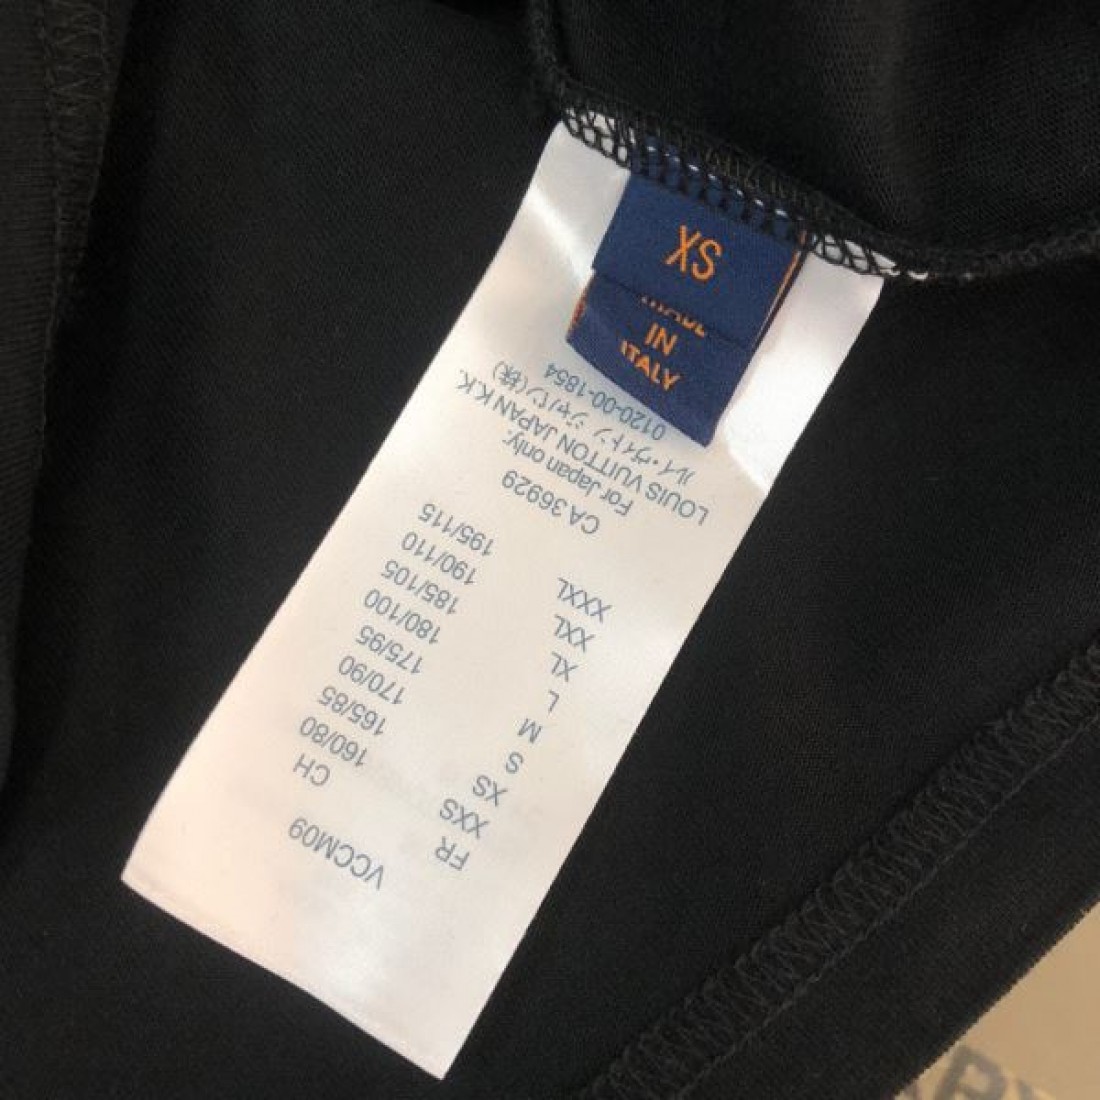 XS
MADE
IN
ITALY
VCCM09
FR CH
XXS 160/80
XS 165/85
S 170/90
M 175/95
L 180/100
XL 185/105
XXL 190/110
XXXL 195/115
CA 36929
For Japan only:
LOUIS VUITTON JAPAN K.K.
ルイ・ヴィトン ジャパン(株)
0120-00-1854